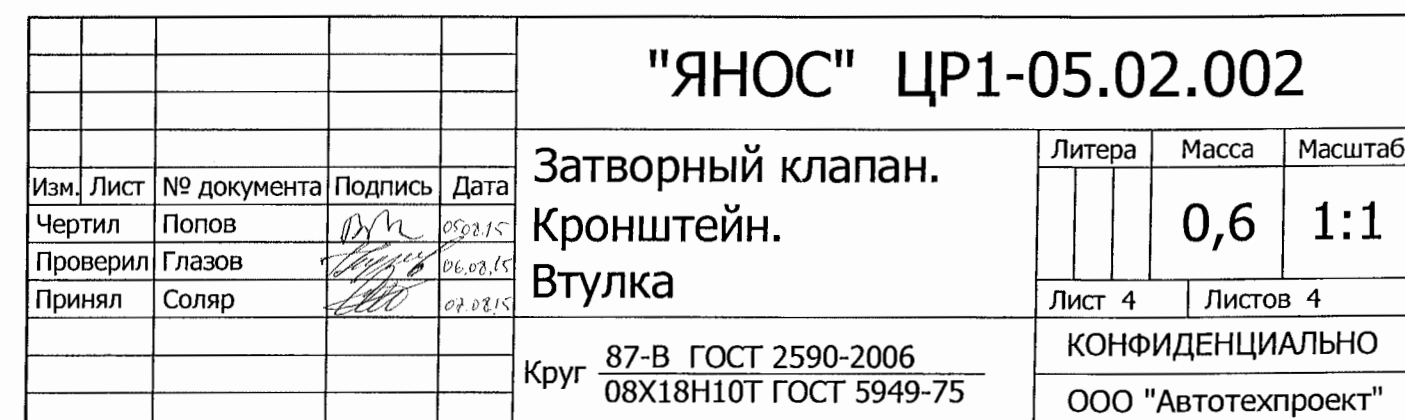 "ЯНОС" ЦР1-05.02.002
Изм. Лист № документа Подпись Дата
Чертил Попов 05.08.15
Проверил Глазов 06.08.15
Принял Соляр 07.08.15
Затворный клапан.
Кронштейн.
Втулка
Литера Масса Масштаб
0,6 1:1
Лист 4 Листов 4
Круг 87-В ГОСТ 2590-2006
08Х18Н10Т ГОСТ 5949-75
КОНФИДЕНЦИАЛЬНО
ООО "Автотехпроект"